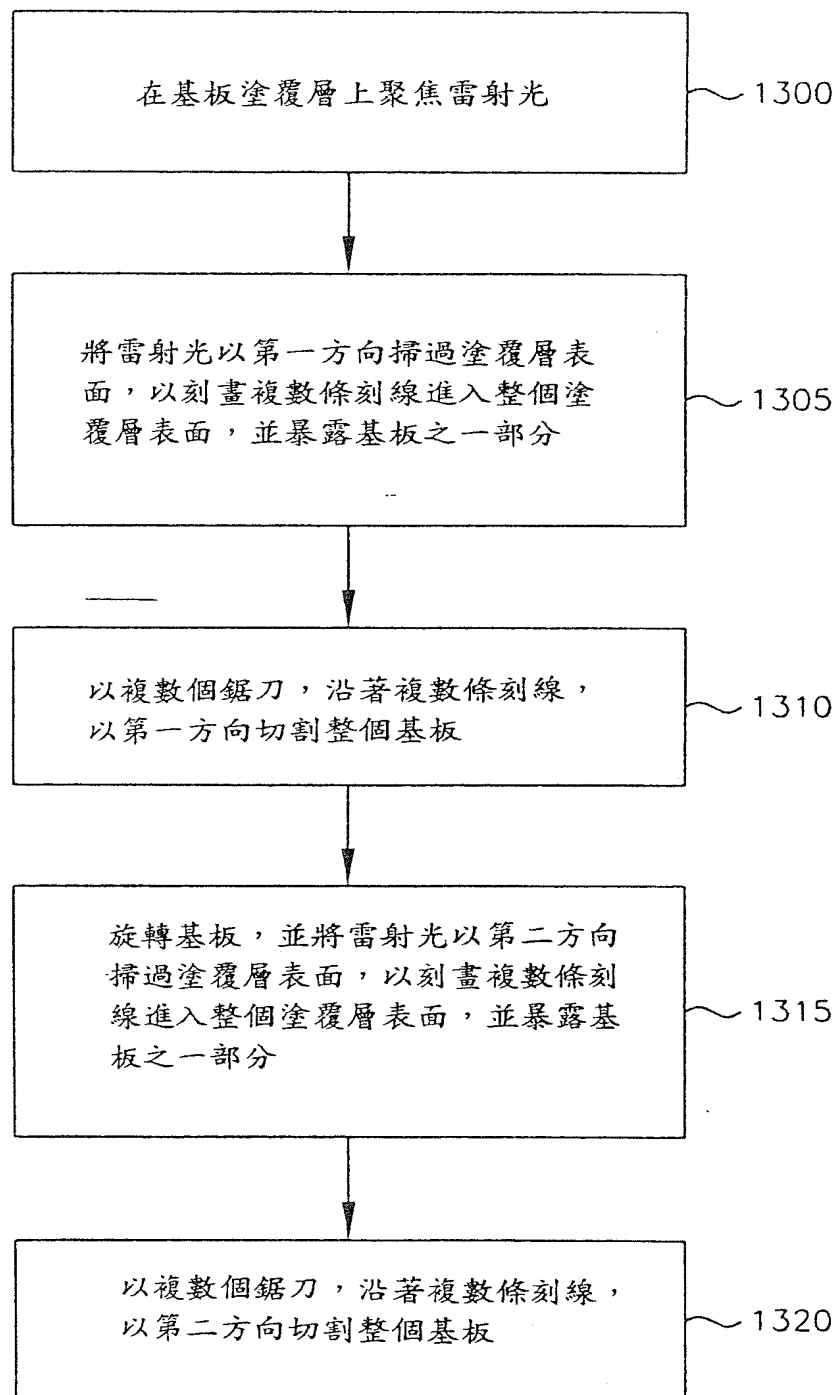 在基板塗覆層上聚焦雷射光
1300
將雷射光以第一方向掃過塗覆層表
面，以刻畫複數條刻線進入整個塗
覆層表面，並暴露基板之一部分
1305
以複數個鋸刀，沿著複數條刻線，
以第一方向切割整個基板
1310
旋轉基板，並將雷射光以第二方向
掃過塗覆層表面，以刻畫複數條刻
線進入整個塗覆層表面，並暴露基
板之一部分
1315
以複數個鋸刀，沿著複數條刻線，
以第二方向切割整個基板
1320